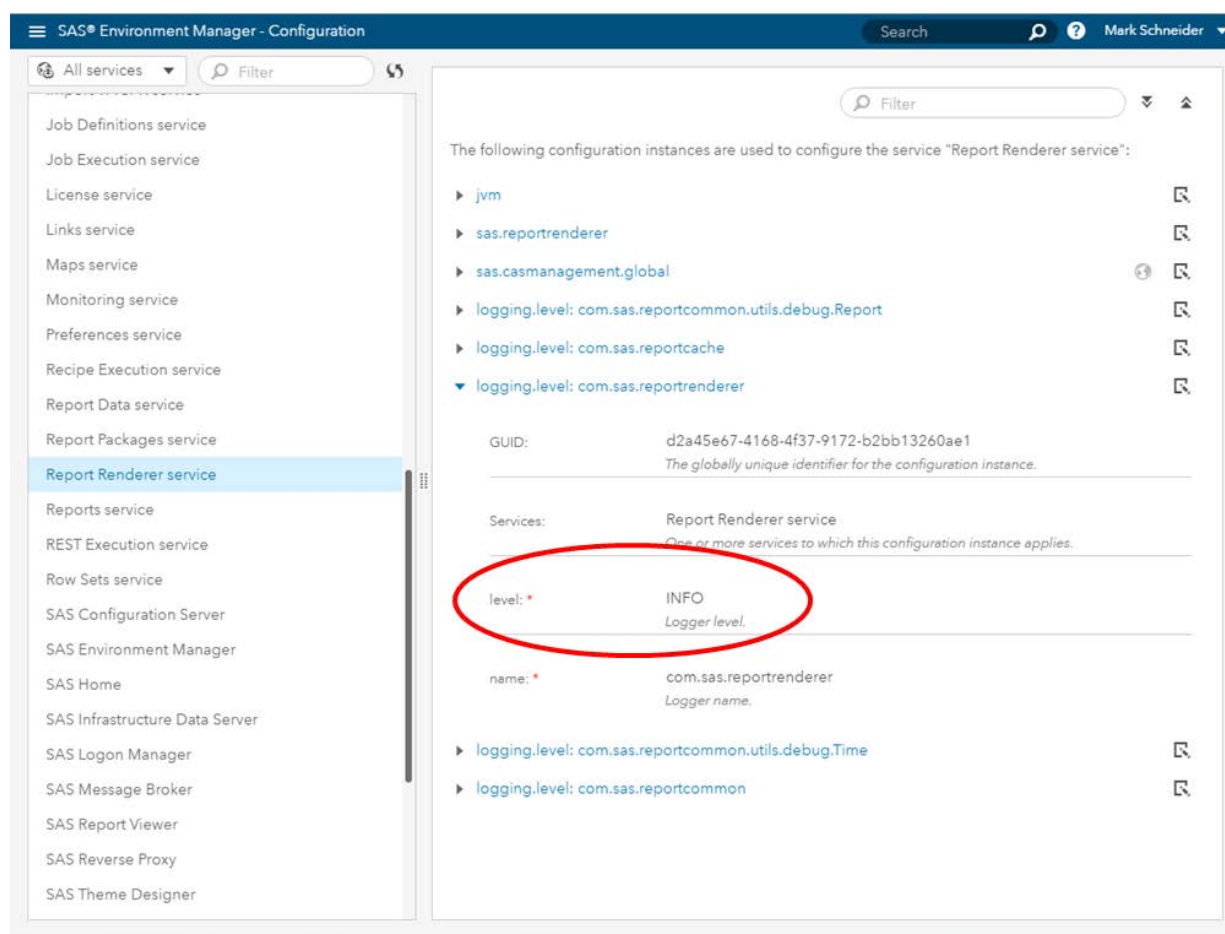 SAS® Environment Manager - Configuration
Search
?
Mark Schneider
All services
Filter
Job Definitions service
Job Execution service
License service
Links service
Maps service
Monitoring service
Preferences service
Recipe Execution service
Report Data service
Report Packages service
Report Renderer service
Reports service
REST Execution service
Row Sets service
SAS Configuration Server
SAS Environment Manager
SAS Home
SAS Infrastructure Data Server
SAS Logon Manager
SAS Message Broker
SAS Report Viewer
SAS Reverse Proxy
SAS Theme Designer
Filter
The following configuration instances are used to configure the service "Report Renderer service":
jvm
sas.reportrenderer
sas.casmanagement.global
logging.level: com.sas.reportcommon.utils.debug.Report
logging.level: com.sas.reportcache
logging.level: com.sas.reportrenderer
GUID: d2a45e67-4168-4f37-9172-b2bb13260ae1
The globally unique identifier for the configuration instance.
Services: Report Renderer service
One or more services to which this configuration instance applies.
level: * INFO
Logger level.
name: * com.sas.reportrenderer
Logger name.
logging.level: com.sas.reportcommon.utils.debug.Time
logging.level: com.sas.reportcommon